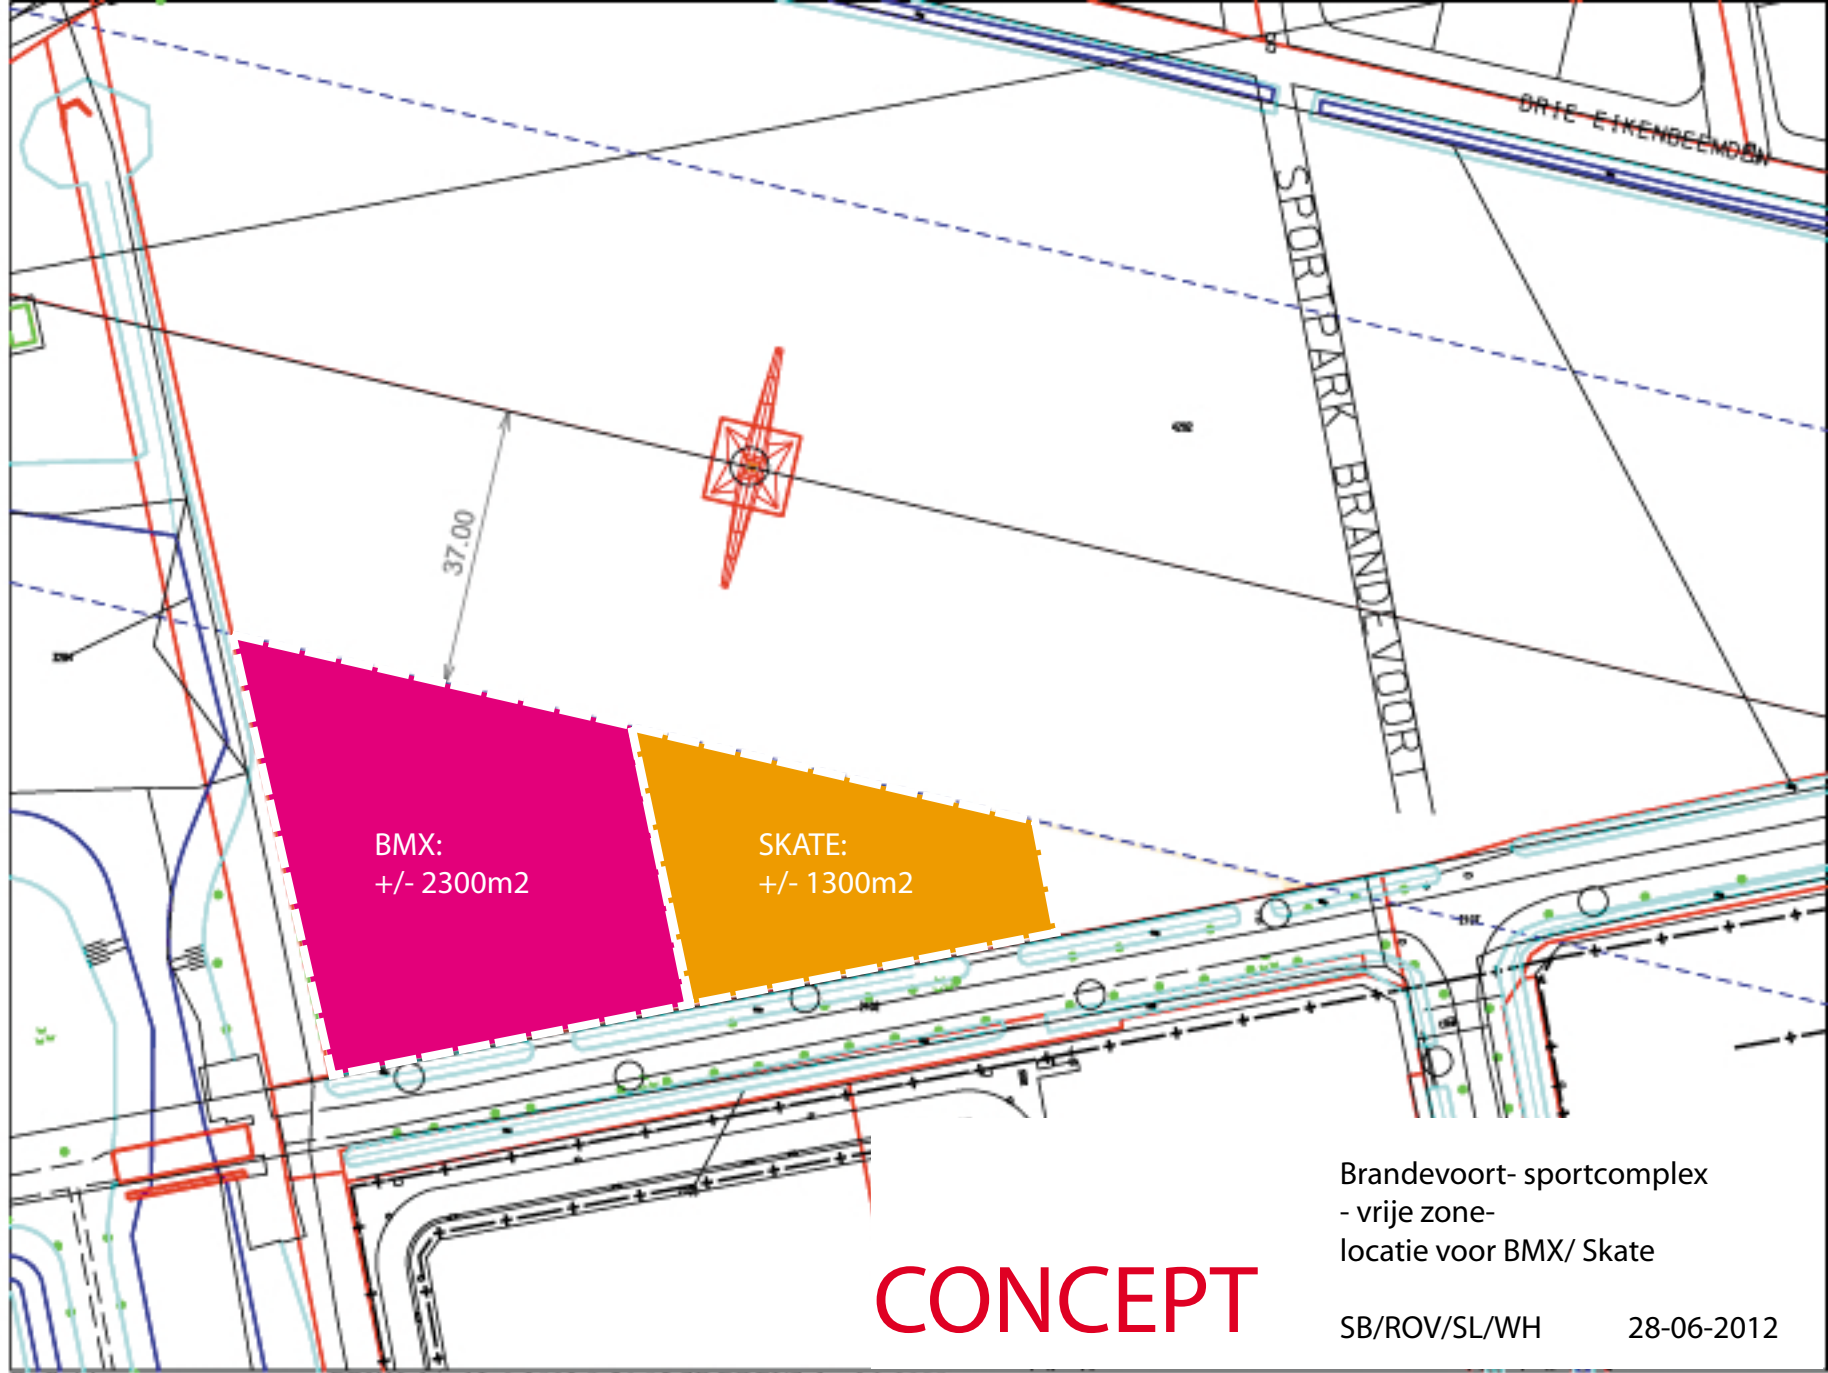 DRIE EIKENBEEMDEN
SPORTPARK BRANDEVOORT
37.00
BMX:
+/- 2300m2
SKATE:
+/- 1300m2
CONCEPT
Brandevoort- sportcomplex
- vrije zone-
locatie voor BMX/ Skate
SB/ROV/SL/WH 28-06-2012